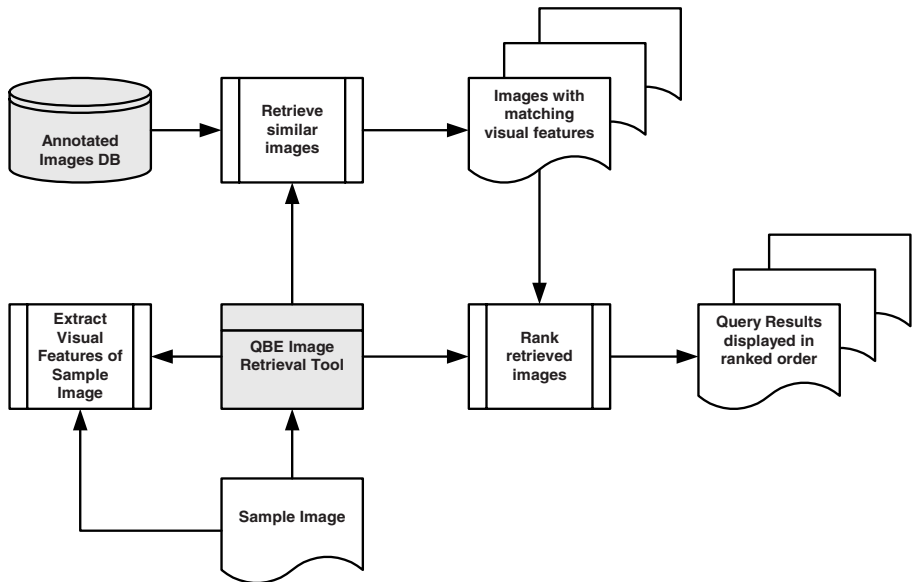 Annotated
Images DB
Retrieve
similar
images
Images with
matching
visual features
Extract
Visual
Features of
Sample
Image
QBE Image
Retrieval Tool
Rank
retrieved
images
Query Results
displayed in
ranked order
Sample Image